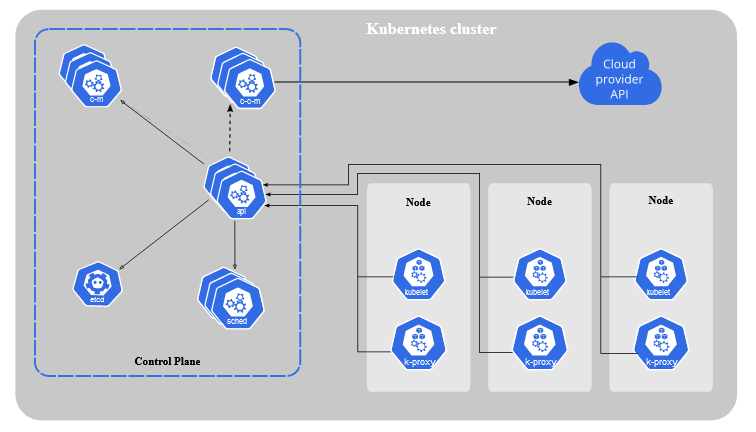 Kubernetes cluster
c-m
c-c-m
Cloud
provider
API
api
etcd
sched
Control Plane
Node
kubelet
k-proxy
Node
kubelet
k-proxy
Node
kubelet
k-proxy